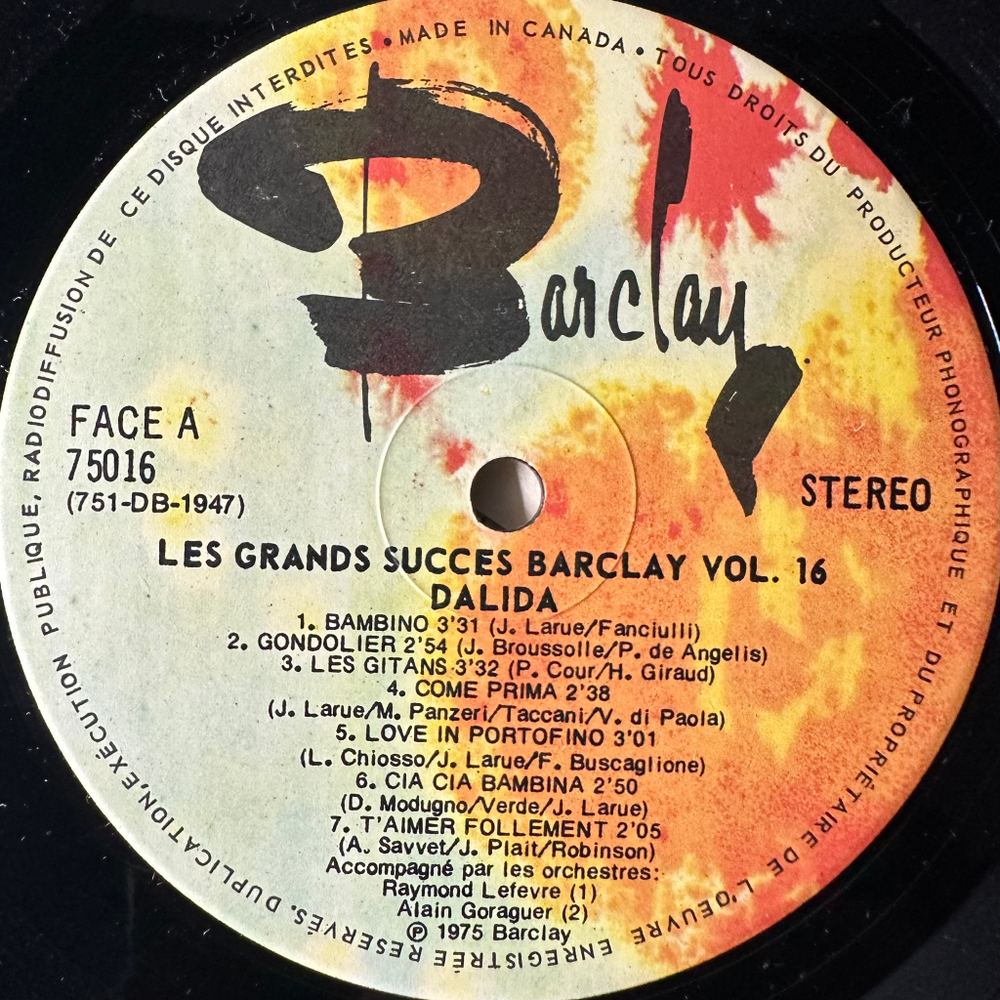 TOUS DROITS DU PRODUCTEUR PHONOGRAPHIQUE ET DU PROPRIÉTAIRE DE L'OEUVRE ENREGISTRÉE RESERVÉS. DUPLICATION, EXÉCUTION PUBLIQUE, RADIODIFFUSION DE CE DISQUE INTERDITES • MADE IN CANADA •
Barclay
FACE A
75016
(751-DB-1947)
STEREO
LES GRANDS SUCCES BARCLAY VOL. 16
DALIDA
1. BAMBINO 3'31 (J. Larue/Fanciulli)
2. GONDOLIER 2'54 (J. Broussolle/P. de Angelis)
3. LES GITANS 3'32 (P. Cour/H. Giraud)
4. COME PRIMA 2'38
(J. Larue/M. Panzeri/Taccani/V. di Paola)
5. LOVE IN PORTOFINO 3'01
(L. Chiosso/J. Larue/F. Buscaglione)
6. CIA CIA BAMBINA 2'50
(D. Modugno/Verde/J. Larue)
7. T'AIMER FOLLEMENT 2'05
(A. Savvet/J. Plait/Robinson)
Accompagné par les orchestres:
Raymond Lefevre (1)
Alain Goraguer (2)
℗ 1975 Barclay